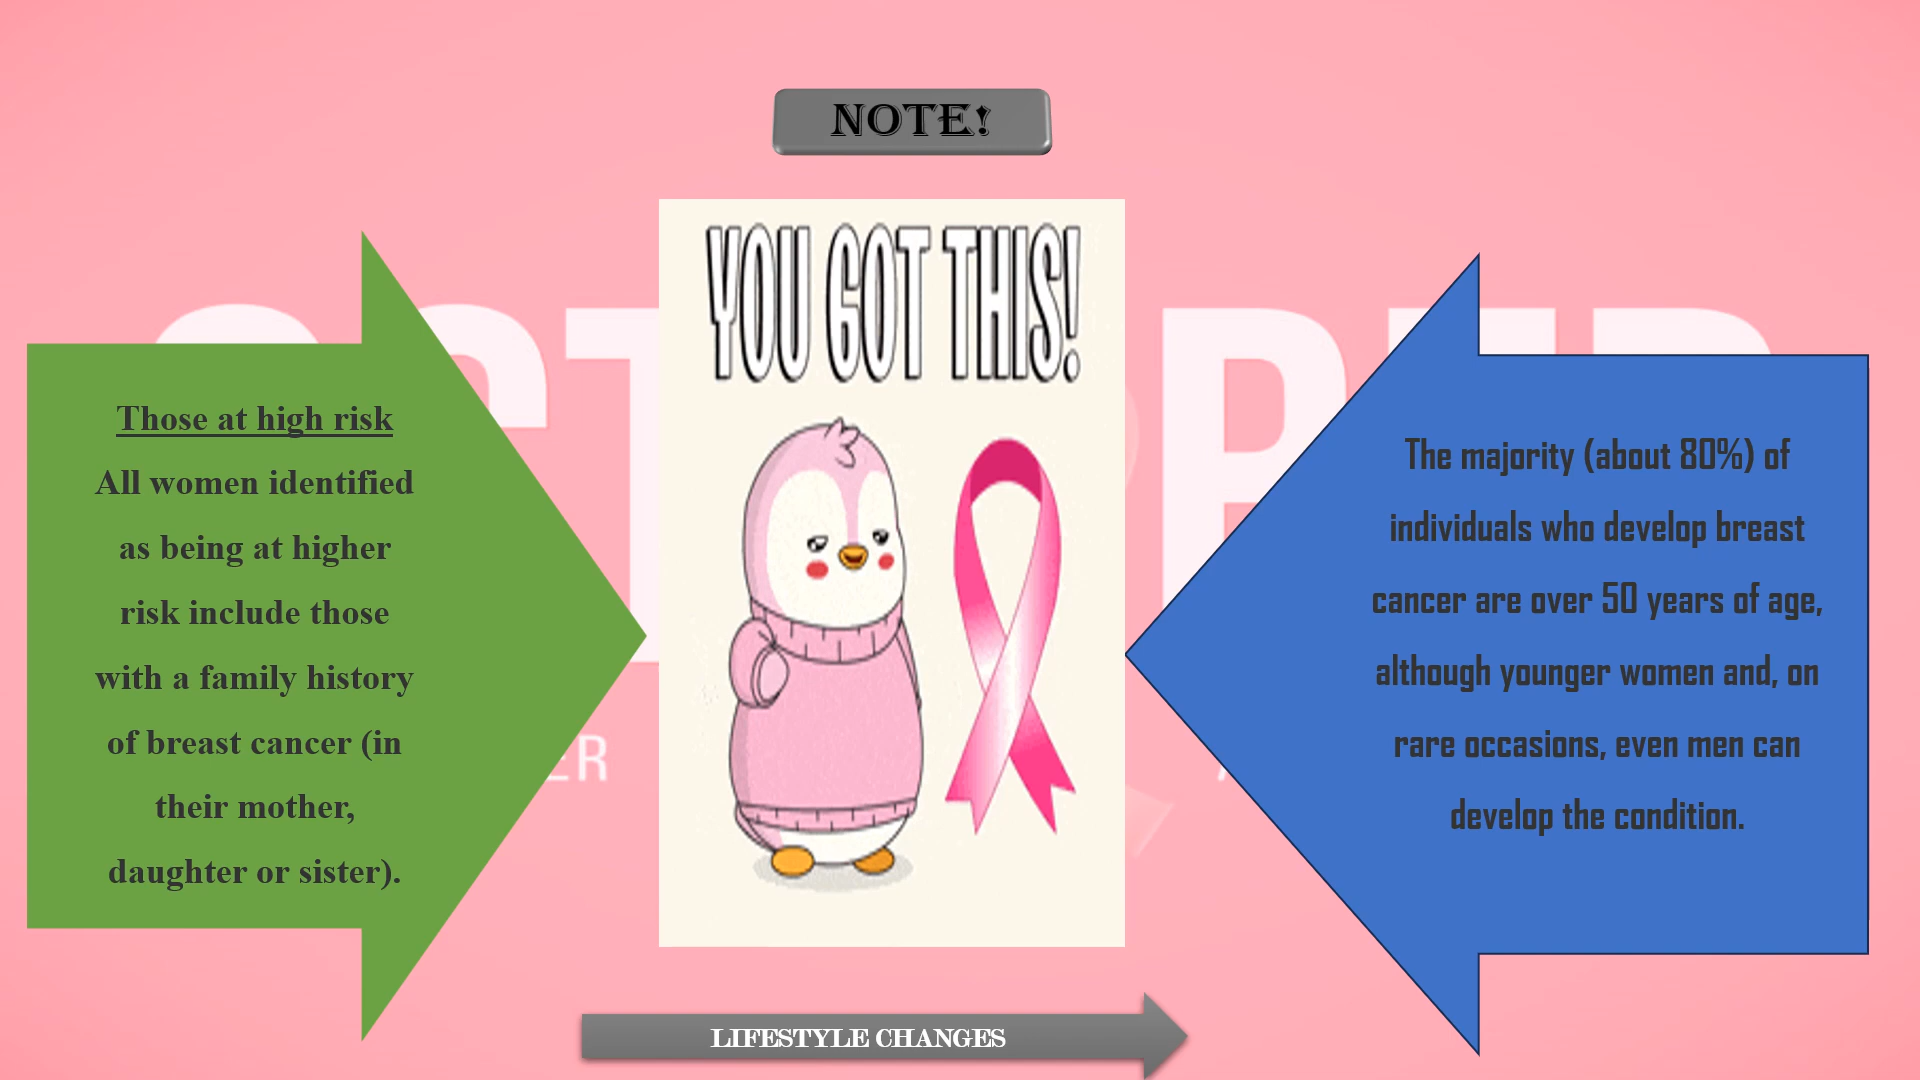 NOTE!
YOU GOT THIS!
Those at high risk
All women identified
as being at higher
risk include those
with a family history
of breast cancer (in
their mother,
daughter or sister).
The majority (about 80%) of
individuals who develop breast
cancer are over 50 years of age,
although younger women and, on
rare occasions, even men can
develop the condition.
LIFESTYLE CHANGES